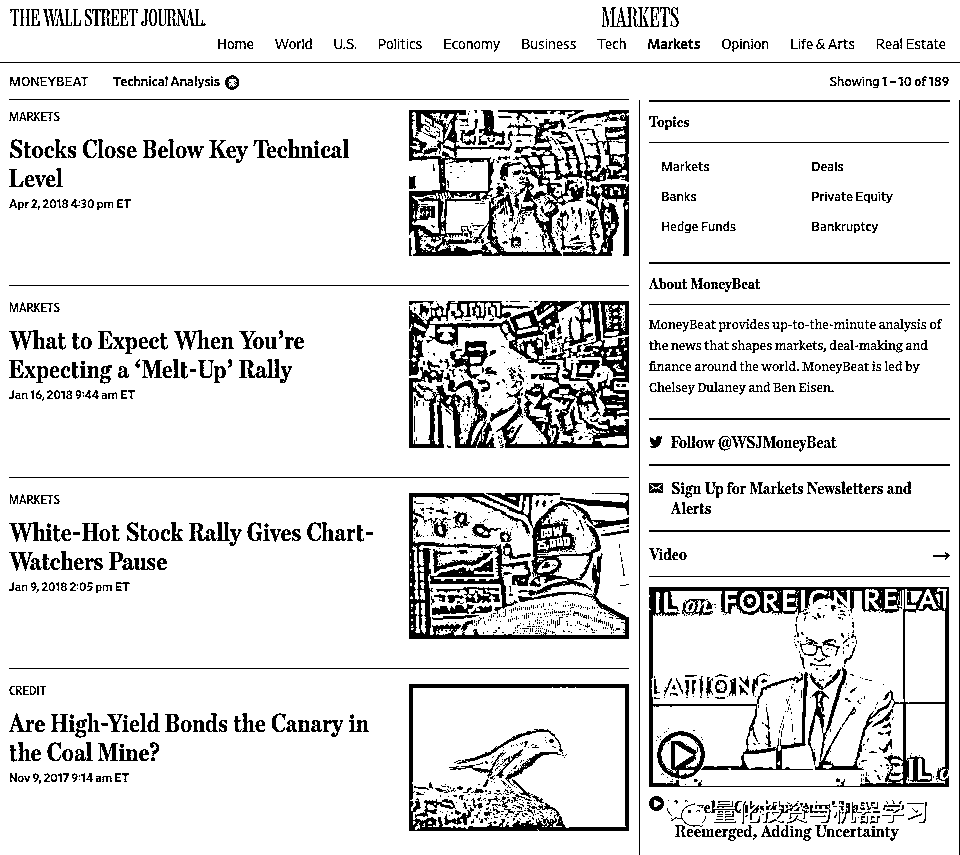 THE WALL STREET JOURNAL.
MARKETS
Home World U.S. Politics Economy Business Tech Markets Opinion Life & Arts Real Estate
MONEYBEAT Technical Analysis
Showing 1–10 of 189
MARKETS
Stocks Close Below Key Technical
Level
Apr 2, 2018 4:30 pm ET
MARKETS
What to Expect When You're
Expecting a 'Melt-Up' Rally
Jan 16, 2018 9:44 am ET
MARKETS
White-Hot Stock Rally Gives Chart-
Watchers Pause
Jan 9, 2018 2:05 pm ET
CREDIT
Are High-Yield Bonds the Canary in
the Coal Mine?
Nov 9, 2017 9:14 am ET
Topics
Markets Deals
Banks Private Equity
Hedge Funds Bankruptcy
About MoneyBeat
MoneyBeat provides up-to-the-minute analysis of
the news that shapes markets, deal-making and
finance around the world. MoneyBeat is led by
Chelsey Dulaney and Ben Eisen.
Follow @WSJMoneyBeat
Sign Up for Markets Newsletters and
Alerts
Video
IL on FOREIGN RELAT
LATIONS
量化投资与机器学习
Reemerged, Adding Uncertainty